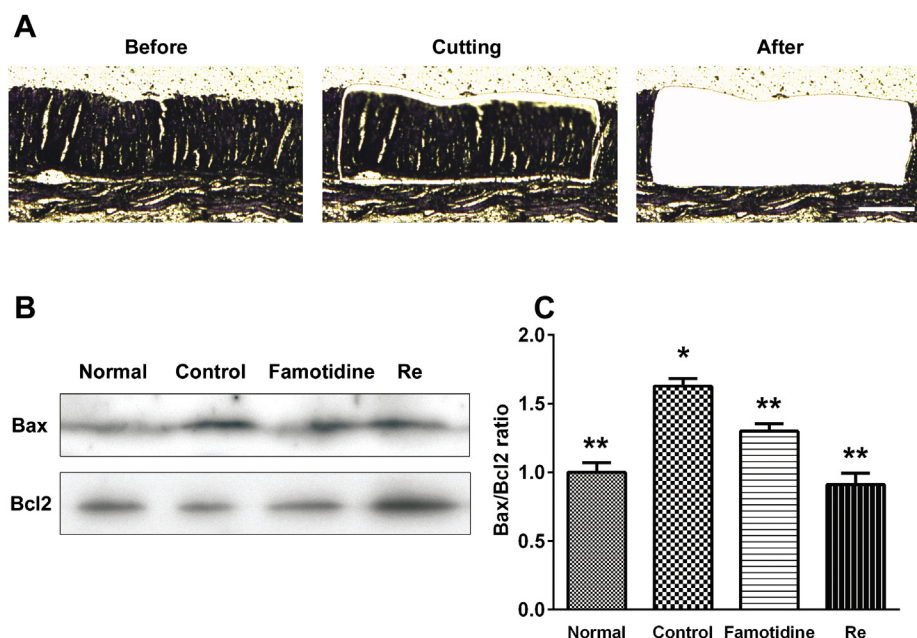 A
Before Cutting After
B
Normal Control Famotidine Re
Bax
Bcl2
C
Bax/Bcl2 ratio
2.0
1.5
1.0
0.5
0.0
**
*
**
**
Normal Control Famotidine Re